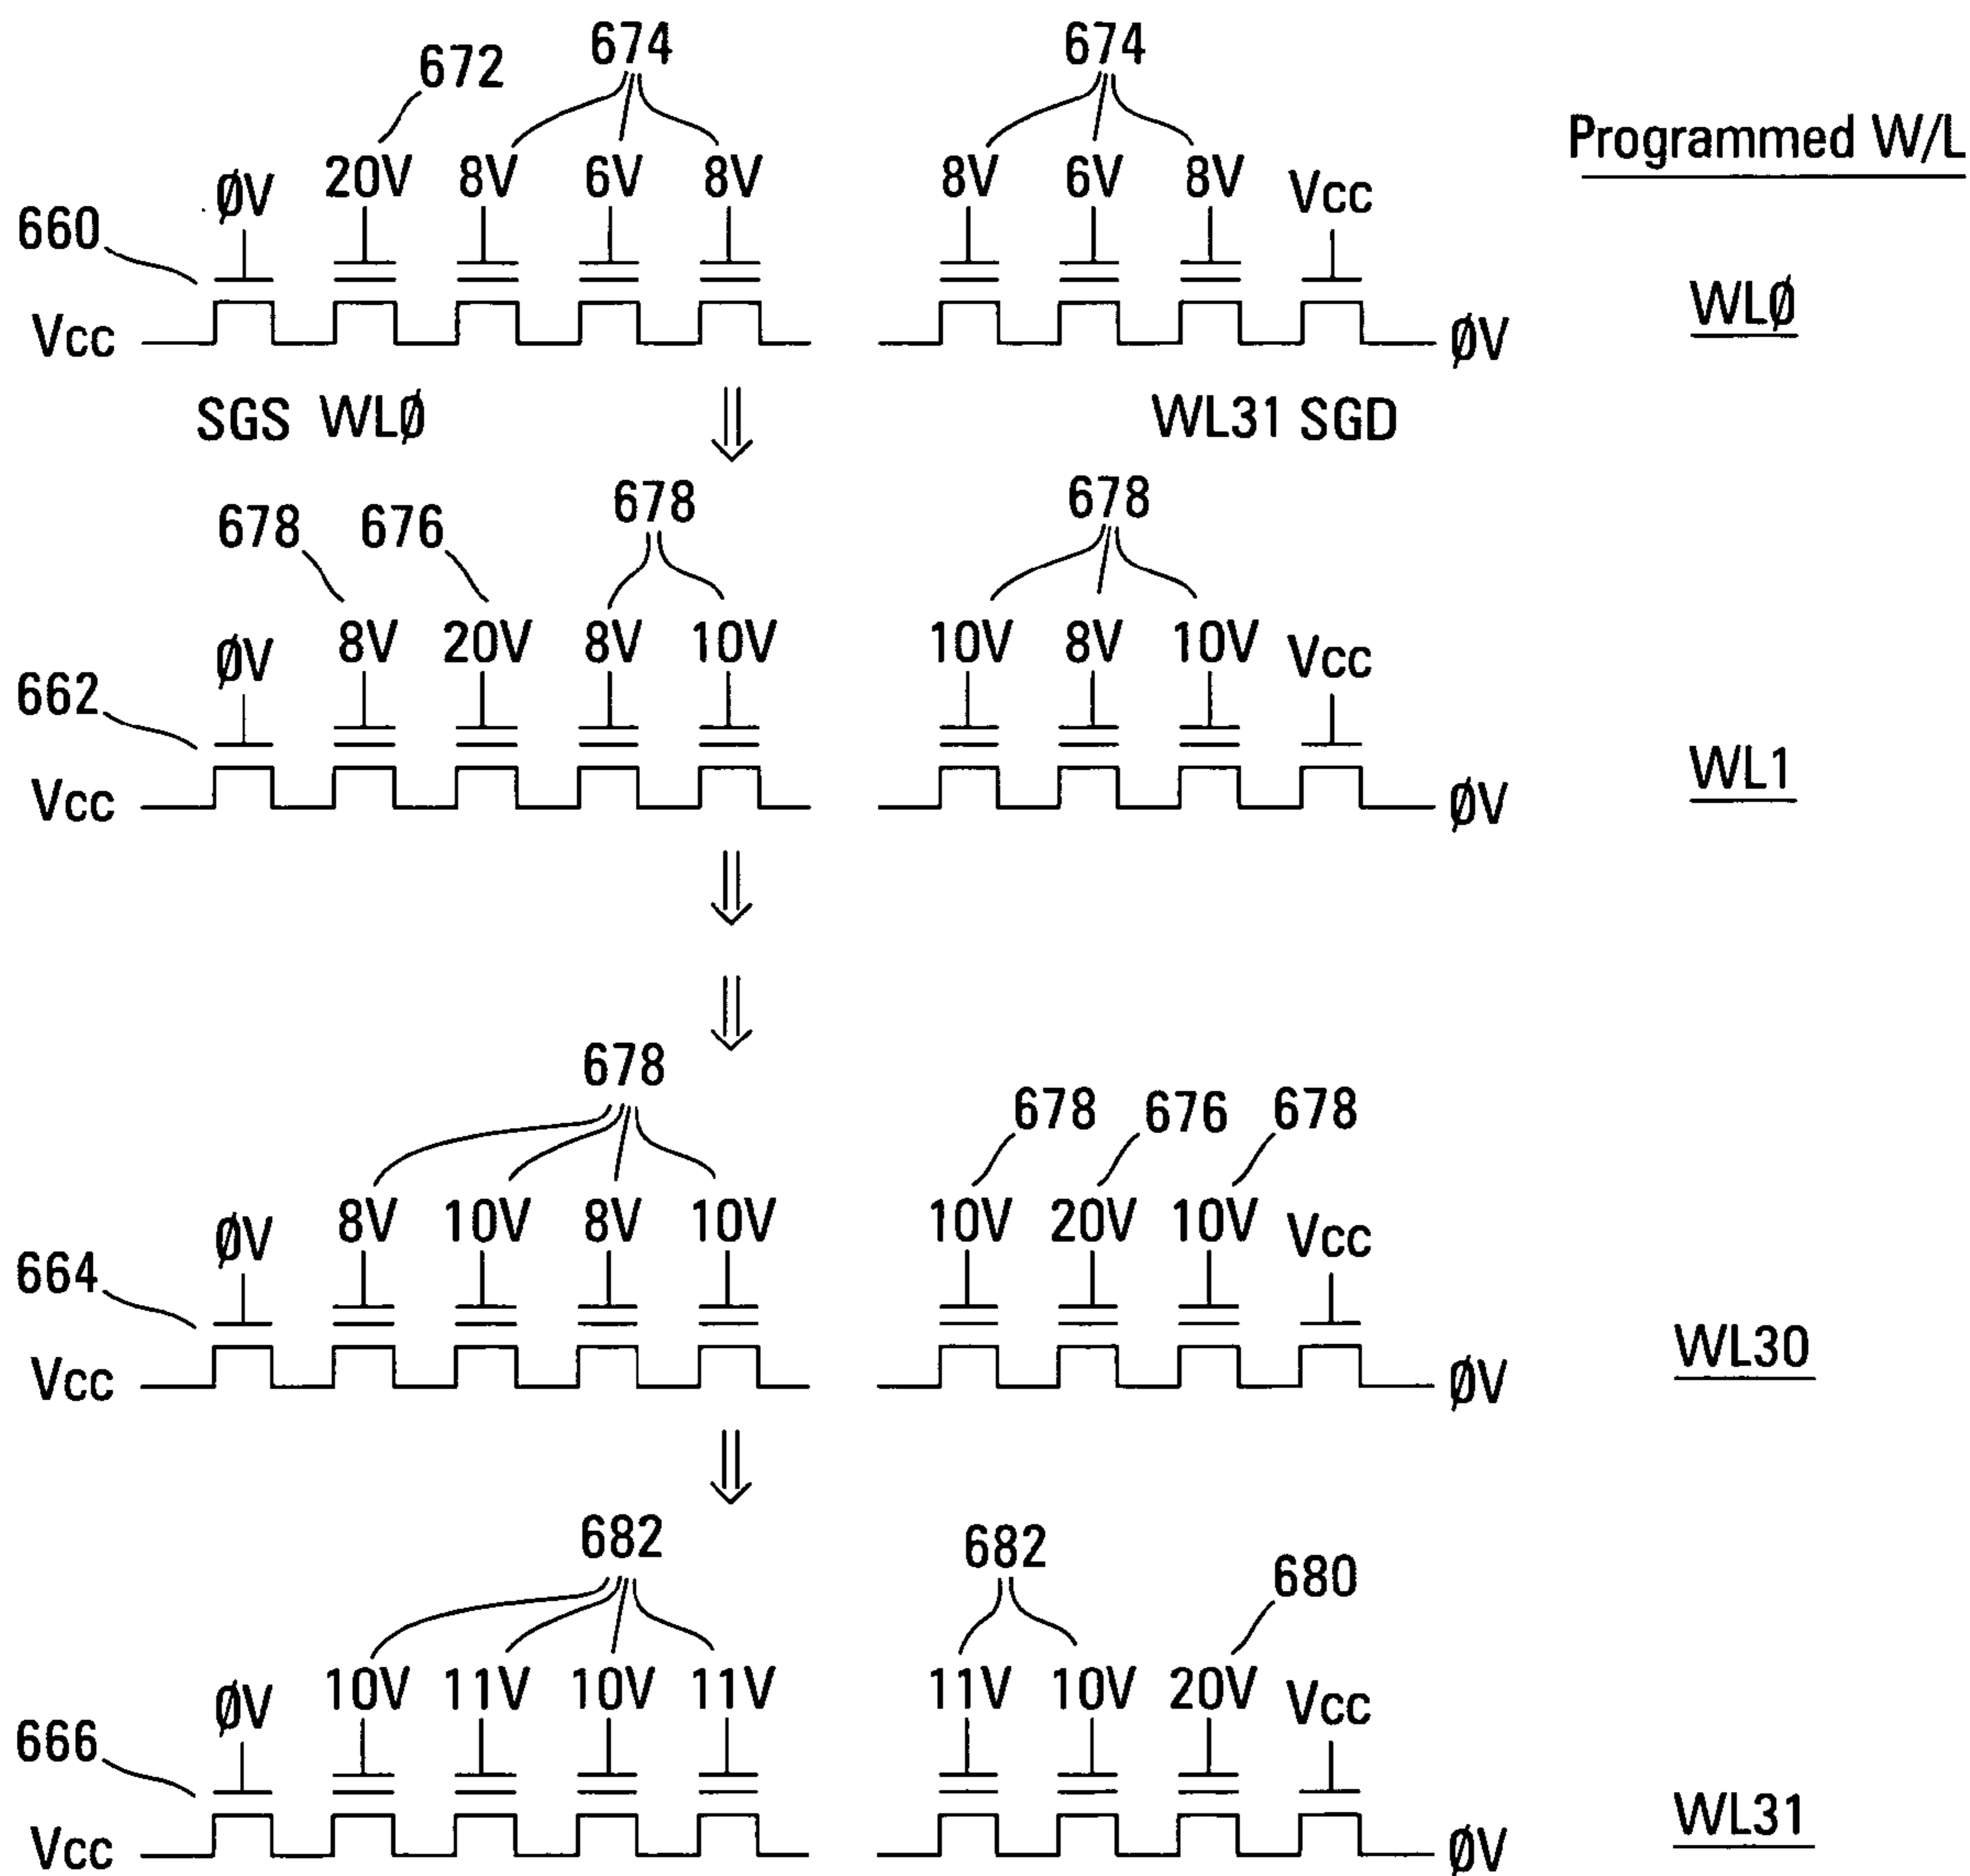 672 674 674
Programmed W/L
ØV 20V 8V 6V 8V 8V 6V 8V Vcc
660
Vcc ØV WLØ
SGS WLØ WL31 SGD
678 676 678 678
ØV 8V 20V 8V 10V 10V 8V 10V Vcc
662
Vcc ØV WL1
678 678 676 678
ØV 8V 10V 8V 10V 10V 20V 10V Vcc
664
Vcc ØV WL30
682 682 680
ØV 10V 11V 10V 11V 11V 10V 20V Vcc
666
Vcc ØV WL31